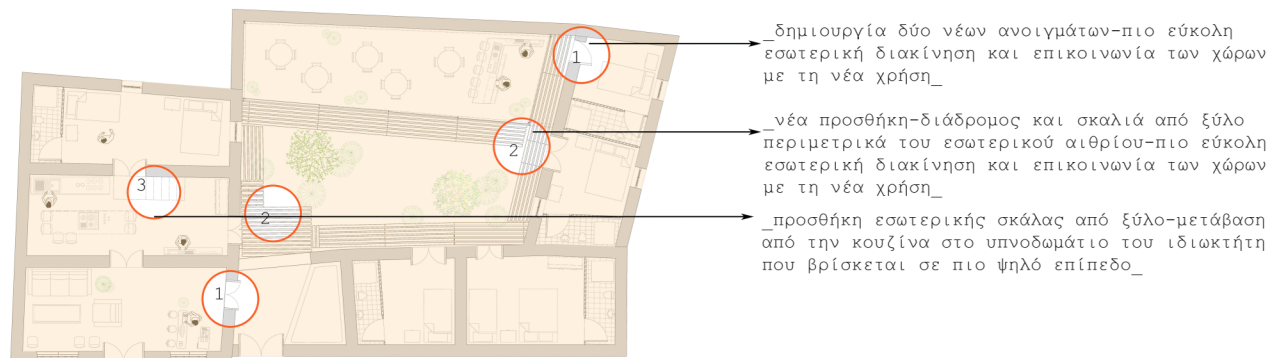 _δημιουργία δύο νέων ανοιγμάτων-πιο εύκολη
εσωτερική διακίνηση και επικοινωνία των χώρων
με τη νέα χρήση_
_νέα προσθήκη-διάδρομος και σκαλιά από ξύλο
περιμετρικά του εσωτερικού αιθρίου-πιο εύκολη
εσωτερική διακίνηση και επικοινωνία των χώρων
με τη νέα χρήση_
_προσθήκη εσωτερικής σκάλας από ξύλο-μετάβαση
από την κουζίνα στο υπνοδωμάτιο του ιδιωκτήτη
που βρίσκεται σε πιο ψηλό επίπεδο_
1
2
3
2
1